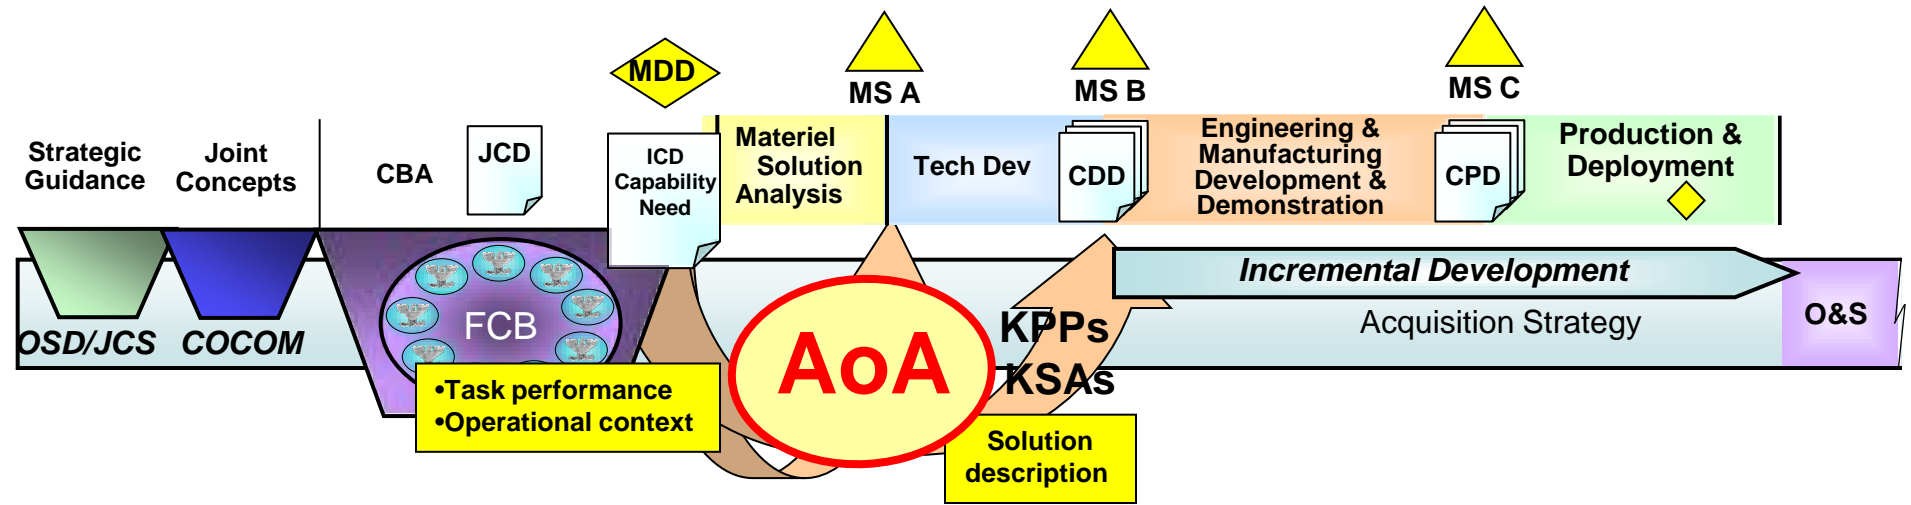 MDD
MS A
MS B
MS C
Strategic
Guidance
Joint
Concepts
CBA
JCD
ICD
Capability
Need
Materiel
Solution
Analysis
Tech Dev
CDD
Engineering &
Manufacturing
Development &
Demonstration
CPD
Production &
Deployment
OSD/JCS
COCOM
FCB
•Task performance
•Operational context
AoA
KPPs
KSAs
Solution
description
Incremental Development
Acquisition Strategy
O&S